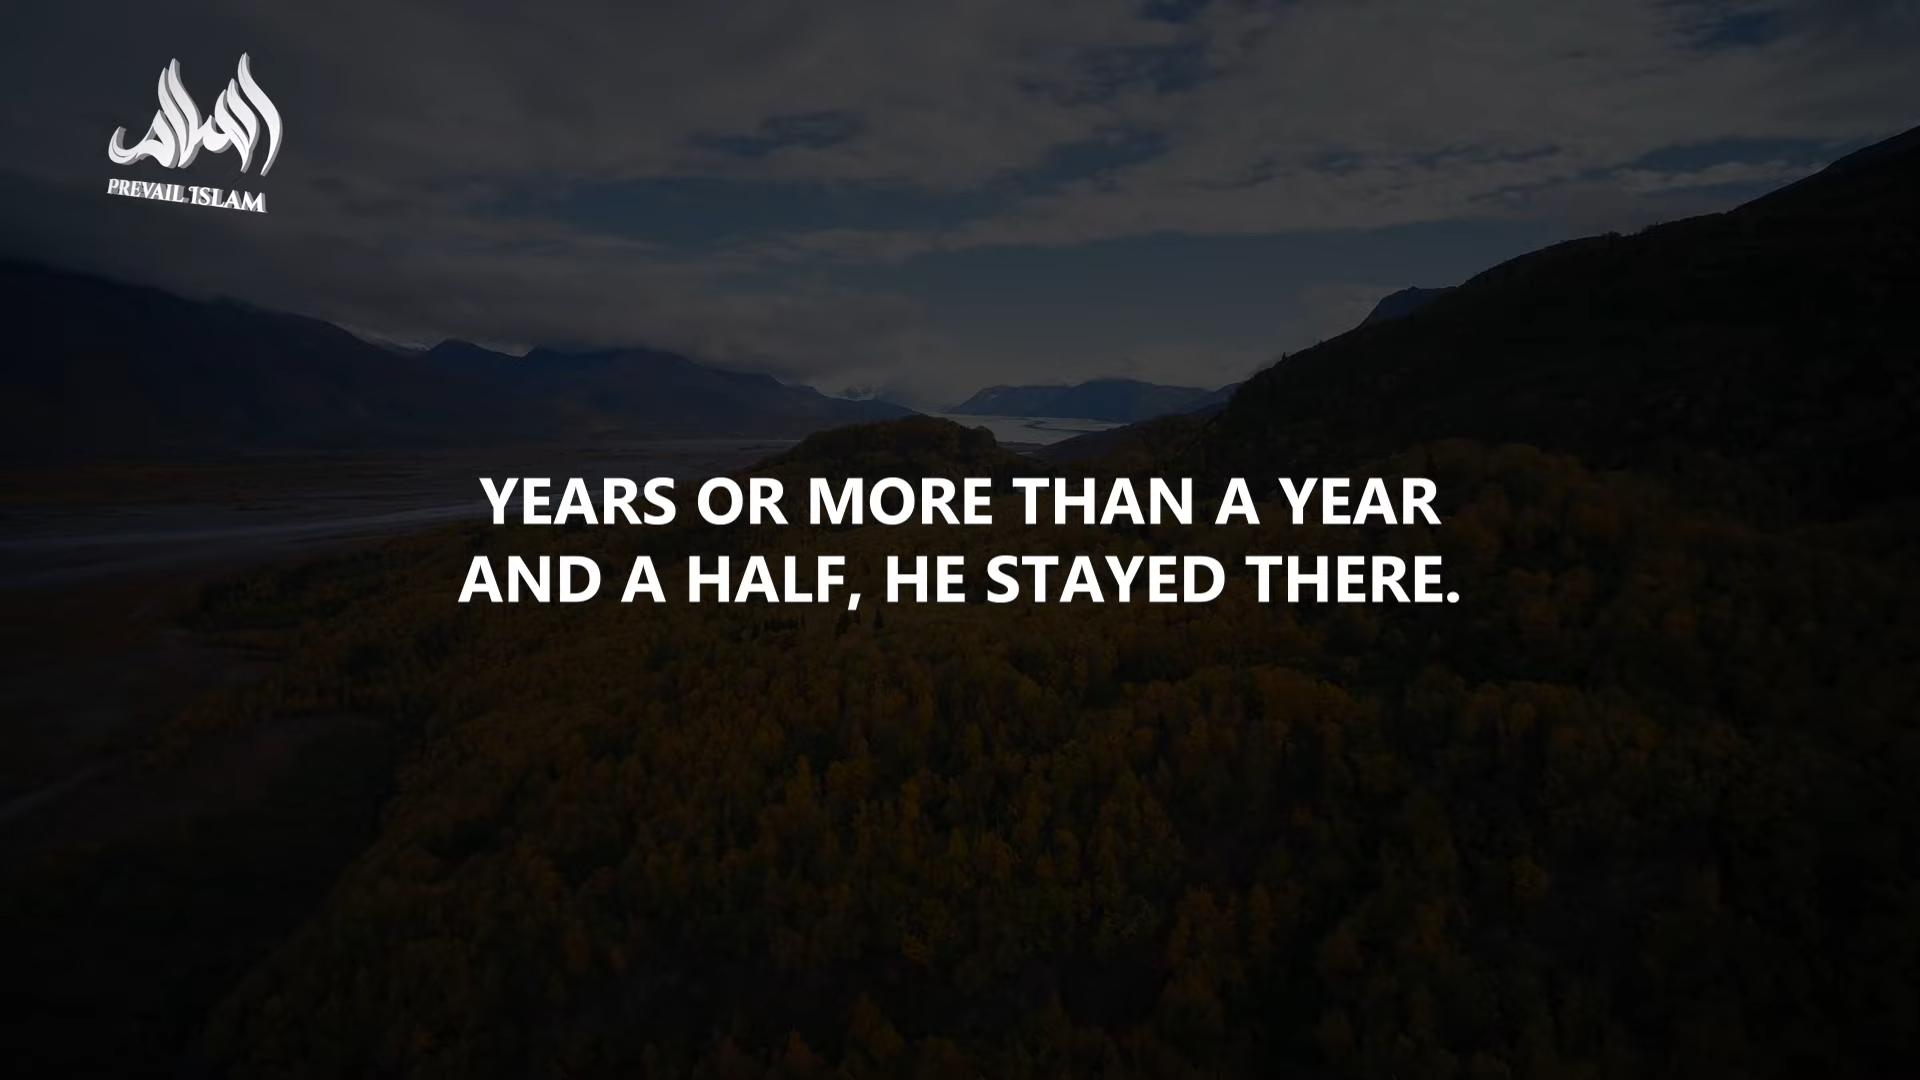 PREVAIL ISLAM
YEARS OR MORE THAN A YEAR
AND A HALF, HE STAYED THERE.